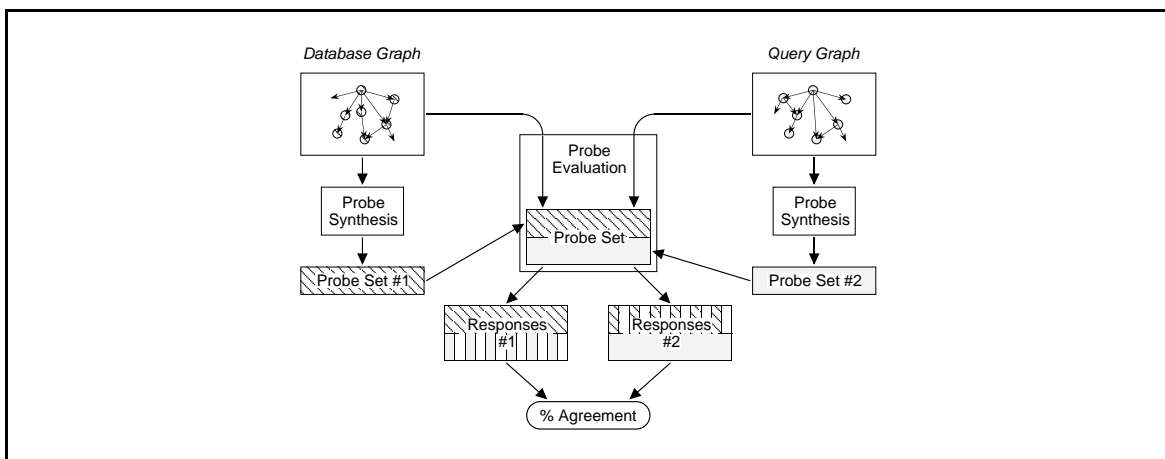 Database Graph
Query Graph
Probe
Evaluation
Probe
Synthesis
Probe
Synthesis
Probe Set
Probe Set #1
Probe Set #2
Responses
#1
Responses
#2
% Agreement